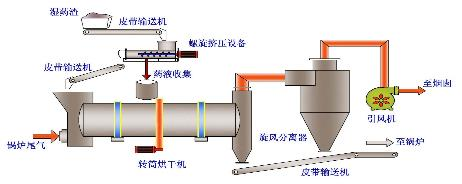 湿药渣
皮带输送机
螺旋挤压设备
皮带输送机
药液收集
至烟囱
引风机
锅炉尾气
转筒烘干机
旋风分离器
至锅炉
皮带输送机